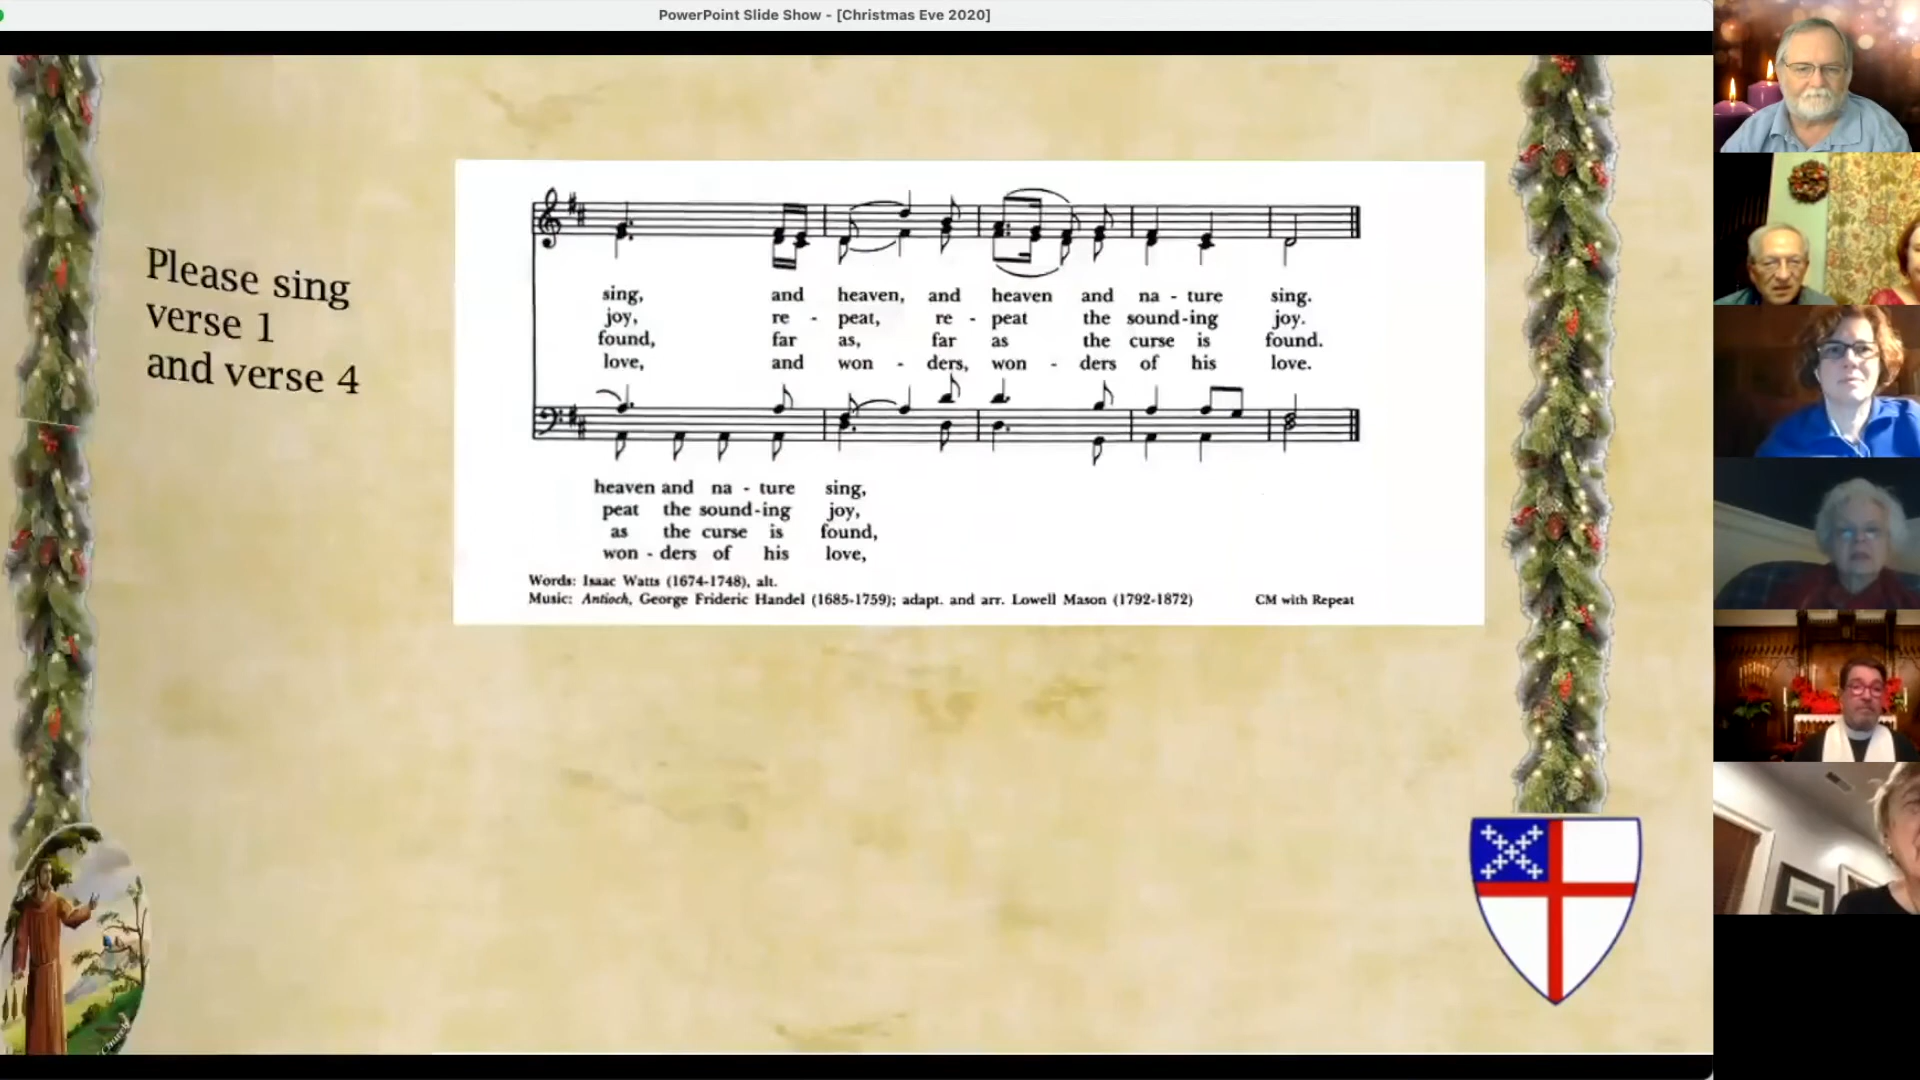 PowerPoint Slide Show - [Christmas Eve 2020]
Please sing
verse 1
and verse 4
sing, and heaven, and heaven and na - ture sing.
joy, re - peat, re - peat the sound-ing joy.
found, far as, far as the curse is found.
love, and won - ders, won - ders of his love.
heaven and na - ture sing,
peat the sound-ing joy,
as the curse is found,
won - ders of his love,
Words: Isaac Watts (1674-1748), alt.
Music: Antioch, George Frideric Handel (1685-1759); adapt. and arr. Lowell Mason (1792-1872) CM with Repeat
Church